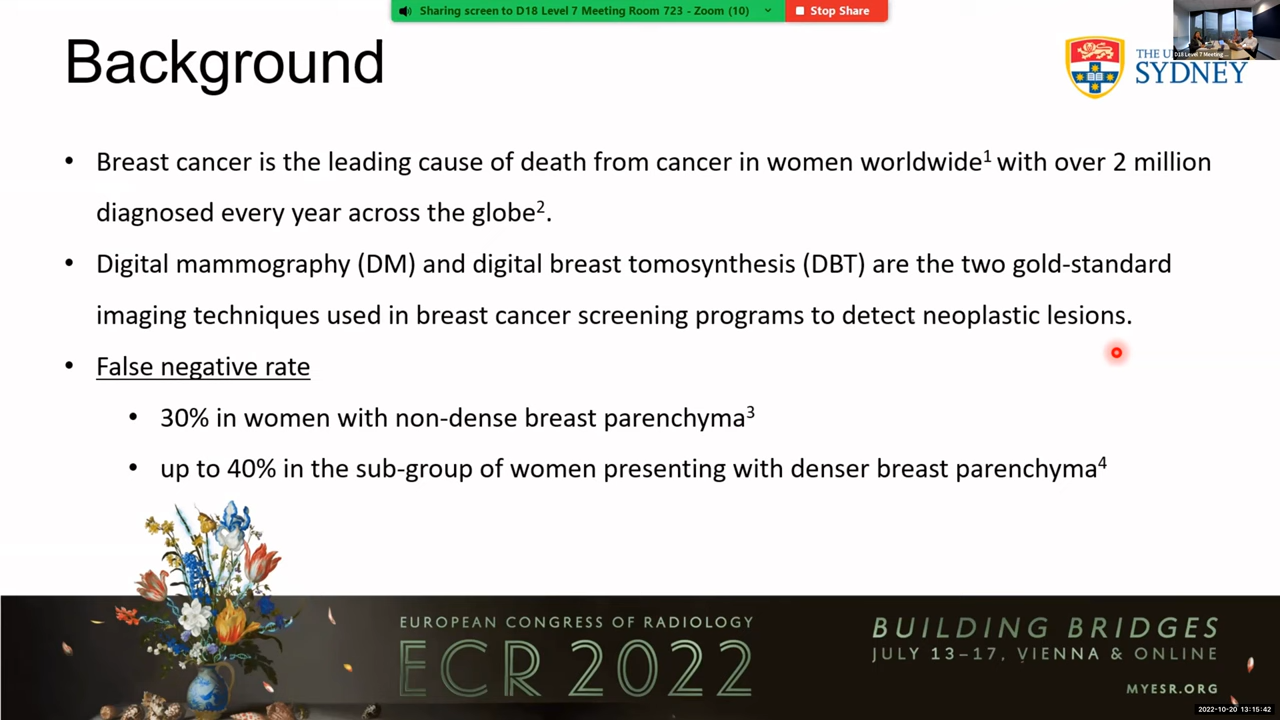 Sharing screen to D18 Level 7 Meeting Room 723 - Zoom (10)
Stop Share
Background
THE U
SYDNEY
D18 Level 7 Meeting ...
• Breast cancer is the leading cause of death from cancer in women worldwide¹ with over 2 million
diagnosed every year across the globe².
• Digital mammography (DM) and digital breast tomosynthesis (DBT) are the two gold-standard
imaging techniques used in breast cancer screening programs to detect neoplastic lesions.
• False negative rate
• 30% in women with non-dense breast parenchyma³
• up to 40% in the sub-group of women presenting with denser breast parenchyma⁴
EUROPEAN CONGRESS OF RADIOLOGY
ECR 2022
BUILDING BRIDGES
JULY 13–17, VIENNA & ONLINE
MYESR.ORG
2022-10-20 13:15:42